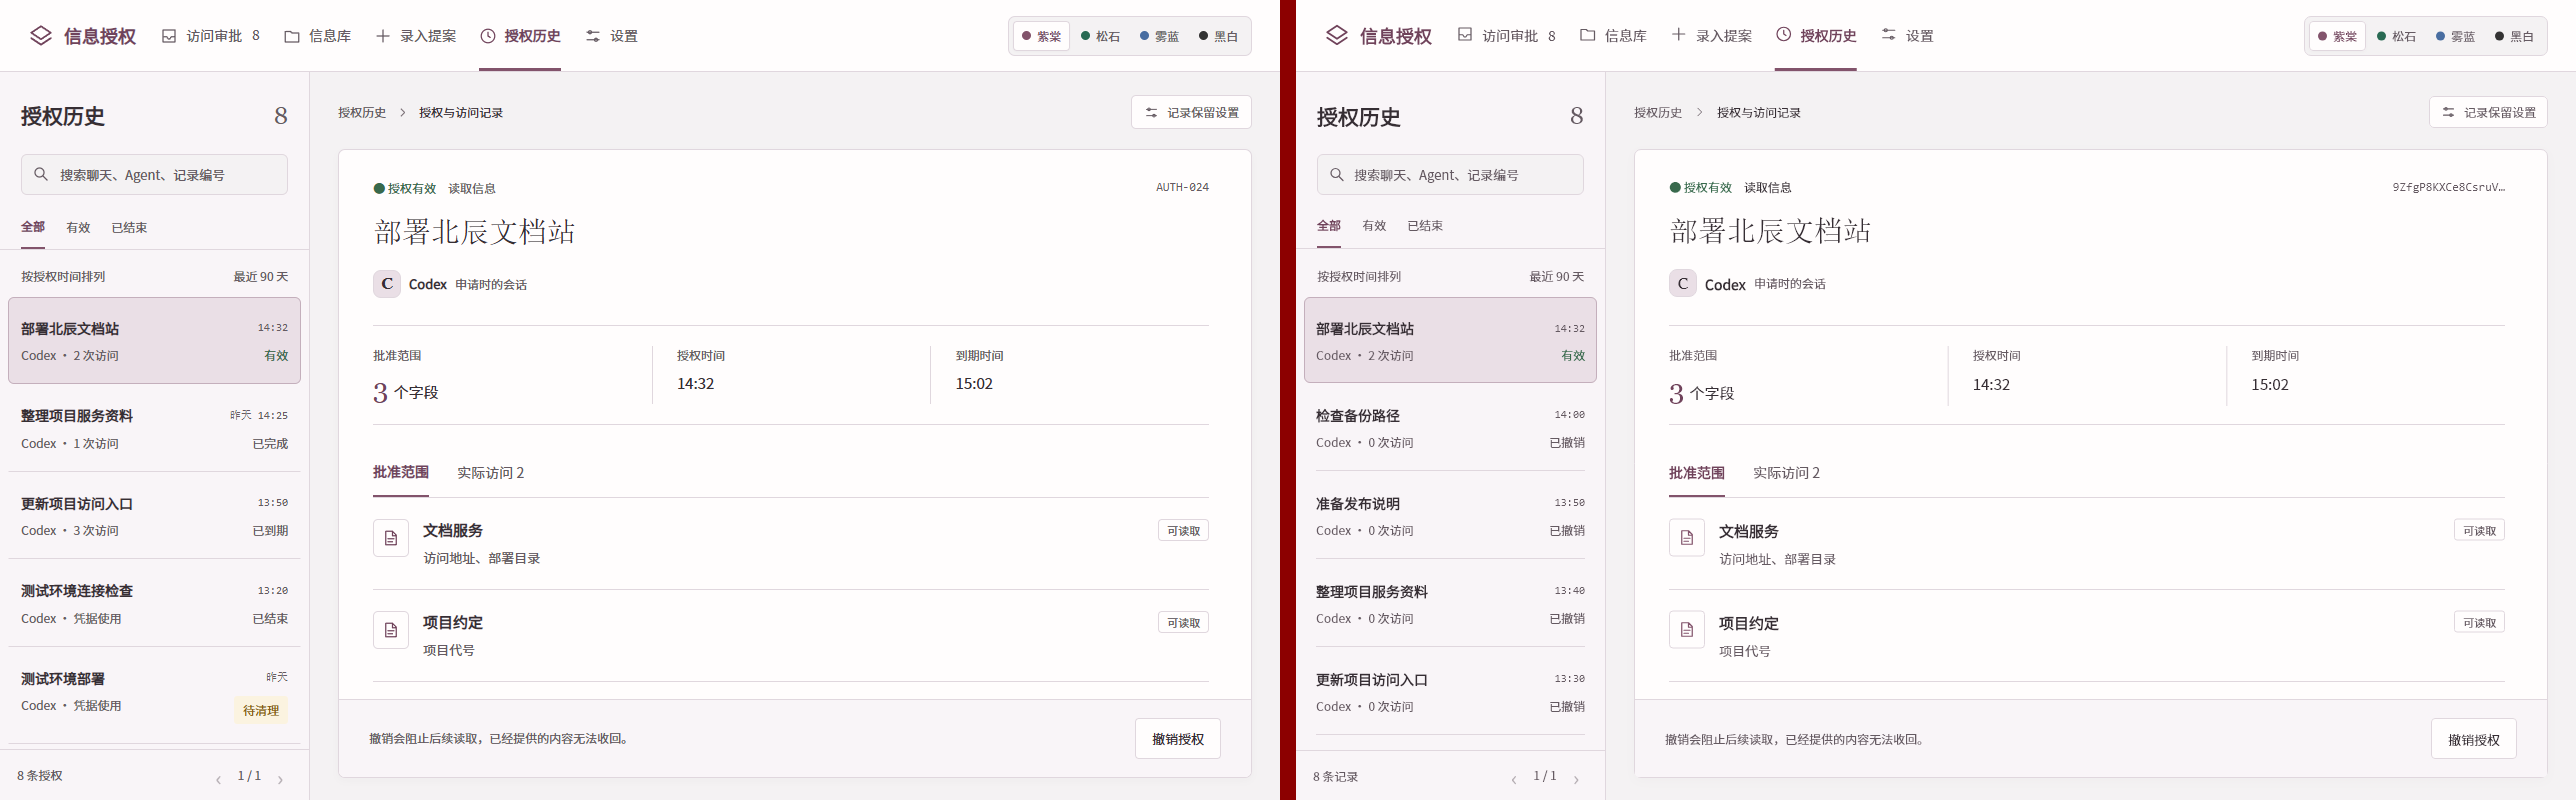 信息授权 访问审批 8 信息库 录入提案 授权历史 设置 紫棠 松石 雾蓝 黑白
授权历史 8
搜索聊天、Agent、记录编号
全部 有效 已结束
按授权时间排列 最近 90 天
部署北辰文档站 14:32
Codex · 2 次访问 有效
整理项目服务资料 昨天 14:25
Codex · 1 次访问 已完成
更新项目访问入口 13:50
Codex · 3 次访问 已到期
测试环境连接检查 13:20
Codex · 凭据使用 已结束
测试环境部署 昨天
Codex · 凭据使用 待清理
8 条授权 ‹ 1 / 1 ›
授权历史 > 授权与访问记录 记录保留设置
授权有效 读取信息 AUTH-024
部署北辰文档站
C Codex 申请时的会话
批准范围 授权时间 到期时间
3 个字段 14:32 15:02
批准范围 实际访问 2
文档服务 可读取
访问地址、部署目录
项目约定 可读取
项目代号
撤销会阻止后续读取，已经提供的内容无法收回。 撤销授权
信息授权 访问审批 8 信息库 录入提案 授权历史 设置 紫棠 松石 雾蓝 黑白
授权历史 8
搜索聊天、Agent、记录编号
全部 有效 已结束
按授权时间排列 最近 90 天
部署北辰文档站 14:32
Codex · 2 次访问 有效
检查备份路径 14:00
Codex · 0 次访问 已撤销
准备发布说明 13:50
Codex · 0 次访问 已撤销
整理项目服务资料 13:40
Codex · 0 次访问 已撤销
更新项目访问入口 13:30
Codex · 0 次访问 已撤销
8 条记录 ‹ 1 / 1 ›
授权历史 > 授权与访问记录 记录保留设置
授权有效 读取信息 9ZfgP8KXCe8CsruV…
部署北辰文档站
C Codex 申请时的会话
批准范围 授权时间 到期时间
3 个字段 14:32 15:02
批准范围 实际访问 2
文档服务 可读取
访问地址、部署目录
项目约定 可读取
项目代号
撤销会阻止后续读取，已经提供的内容无法收回。 撤销授权